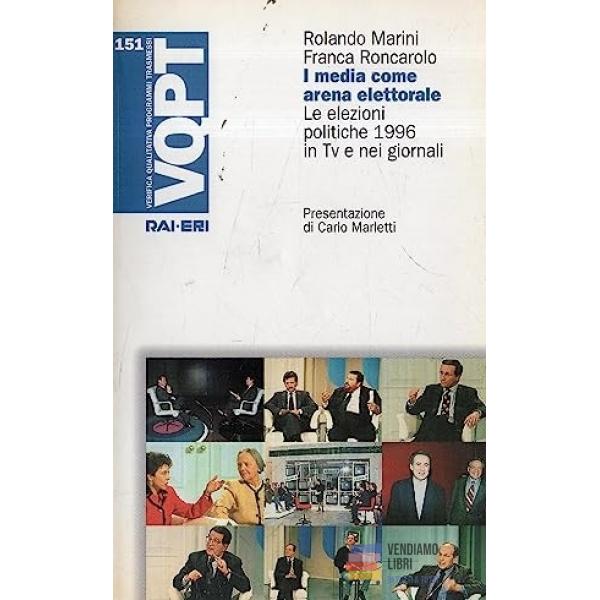 151
VQPT
VERIFICA QUALITATIVA PROGRAMMI TRASMESSI
RAI-ERI
Rolando Marini
Franca Roncarolo
I media come
arena elettorale
Le elezioni
politiche 1996
in Tv e nei giornali
Presentazione
di Carlo Marletti
VENDIAMO
LIBRI